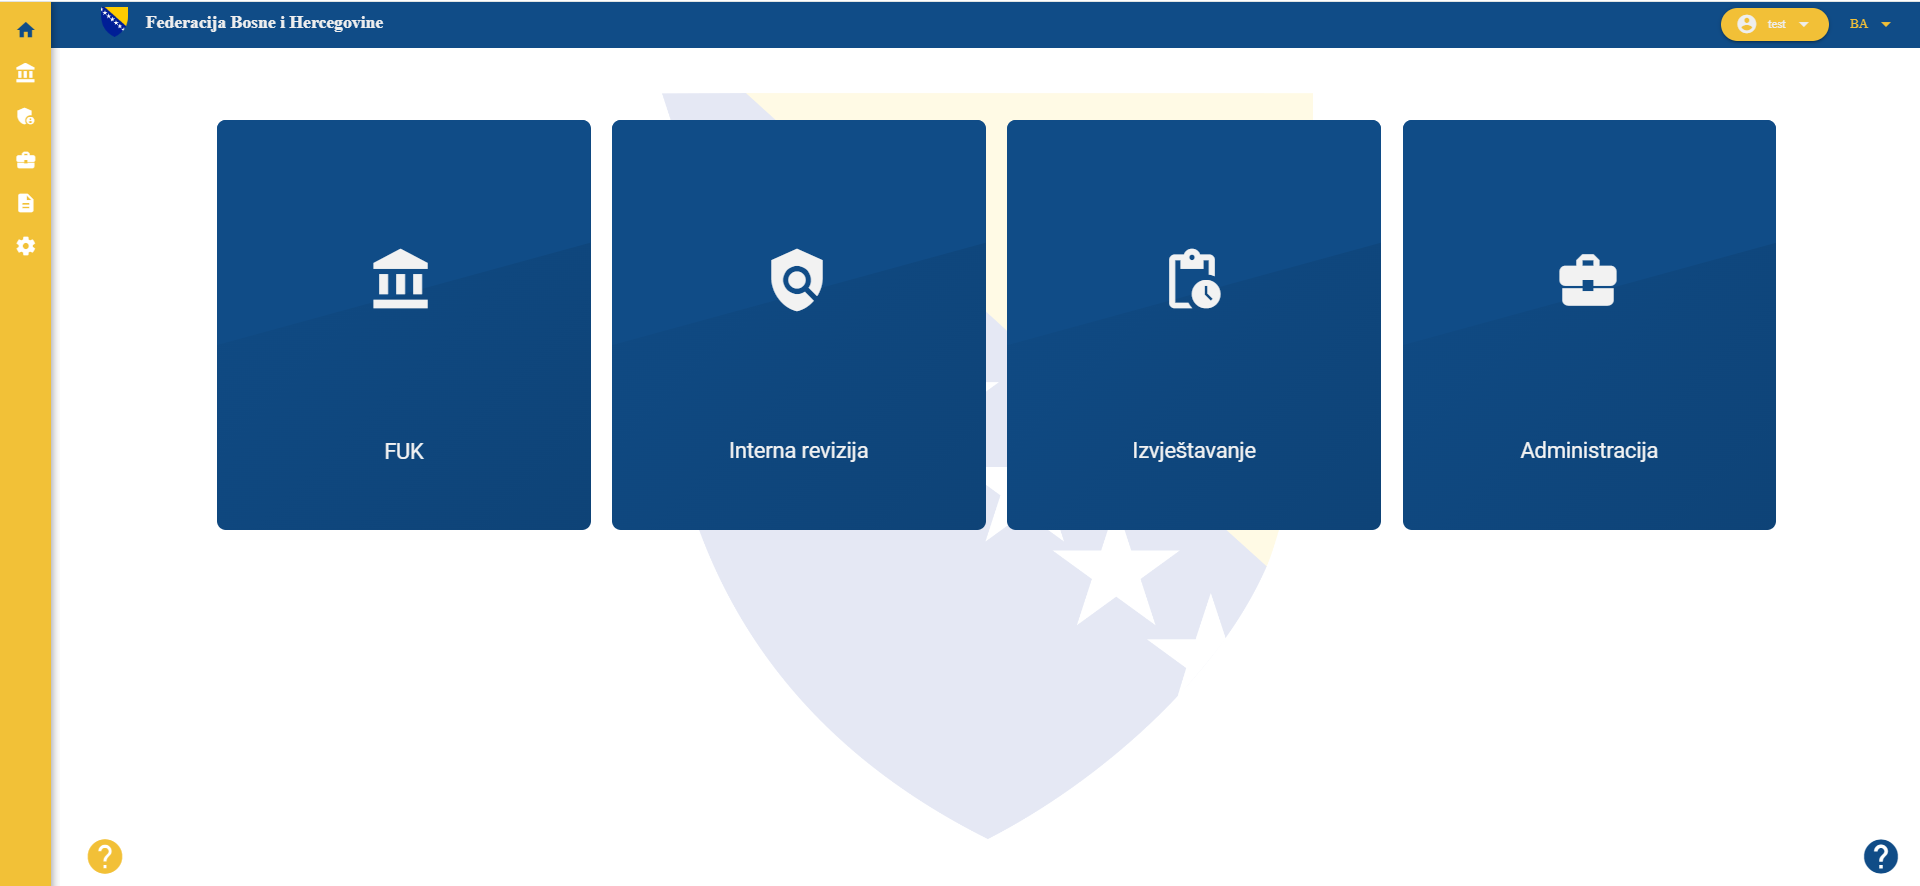 Federacija Bosne i Hercegovine
test
BA
FUK
Interna revizija
Izvještavanje
Administracija